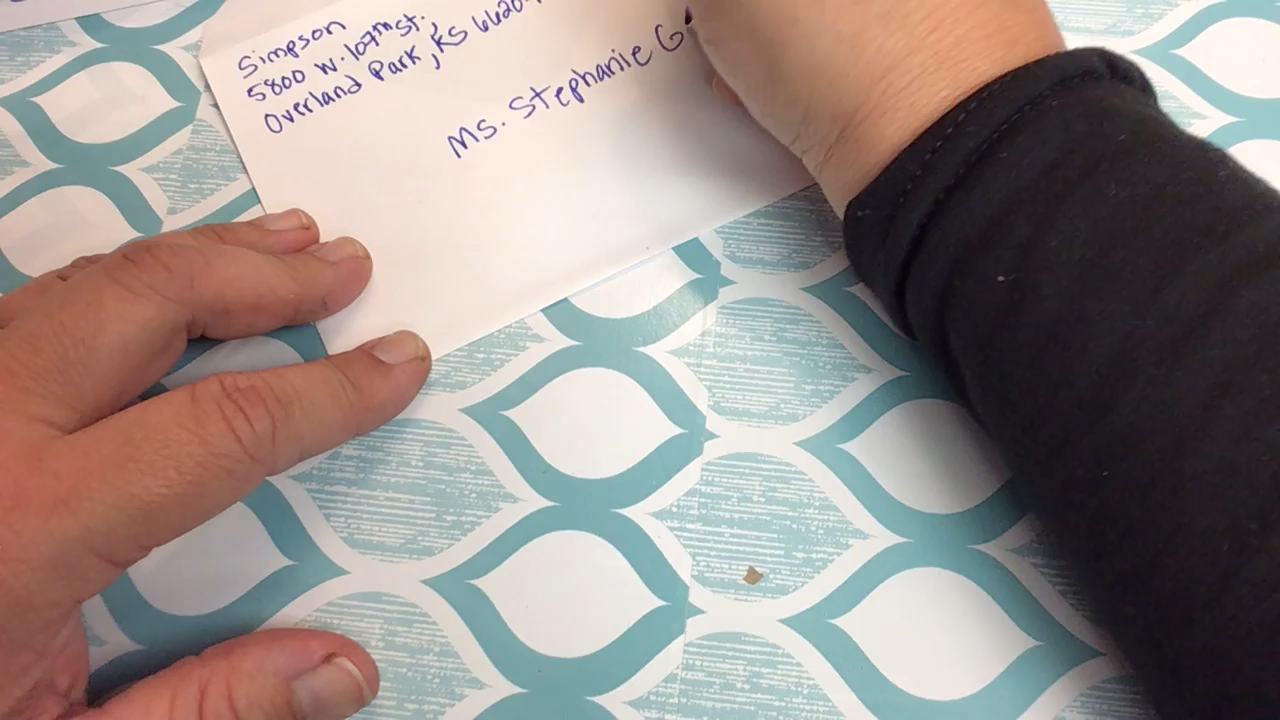 Simpson
5800 W. 107th St.
Overland Park, KS
Ms. Stephanie G